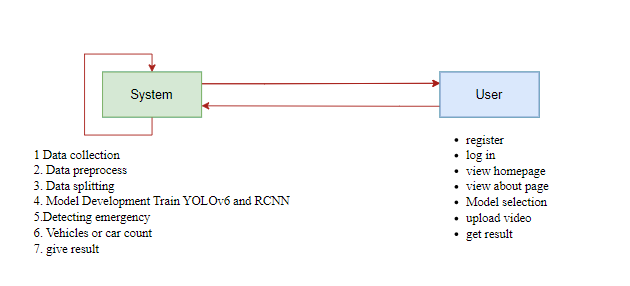 System
User
1 Data collection
2. Data preprocess
3. Data splitting
4. Model Development Train YOLOv6 and RCNN
5.Detecting emergency
6. Vehicles or car count
7. give result
• register
• log in
• view homepage
• view about page
• Model selection
• upload video
• get result